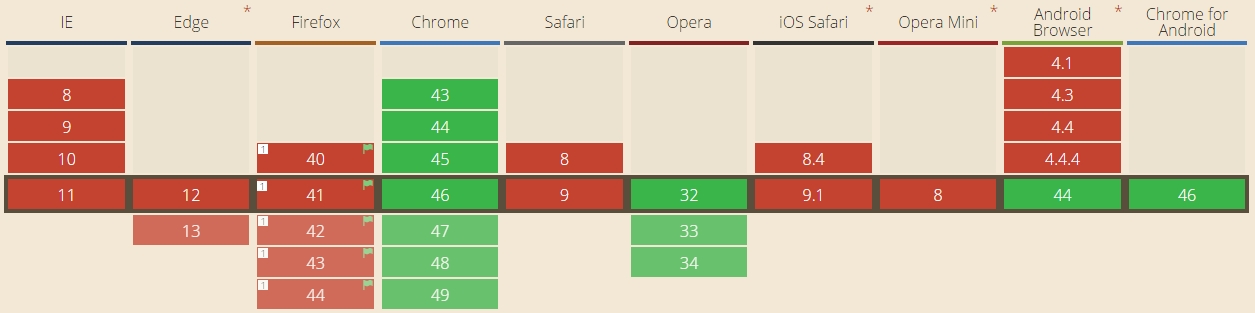 IE Edge * Firefox Chrome Safari Opera iOS Safari * Opera Mini * Android Browser * Chrome for Android
4.1
8 43 4.3
9 44 4.4
10 1 40 45 8 8.4 4.4.4
11 12 1 41 46 9 32 9.1 8 44 46
13 1 42 47 33
1 43 48 34
1 44 49